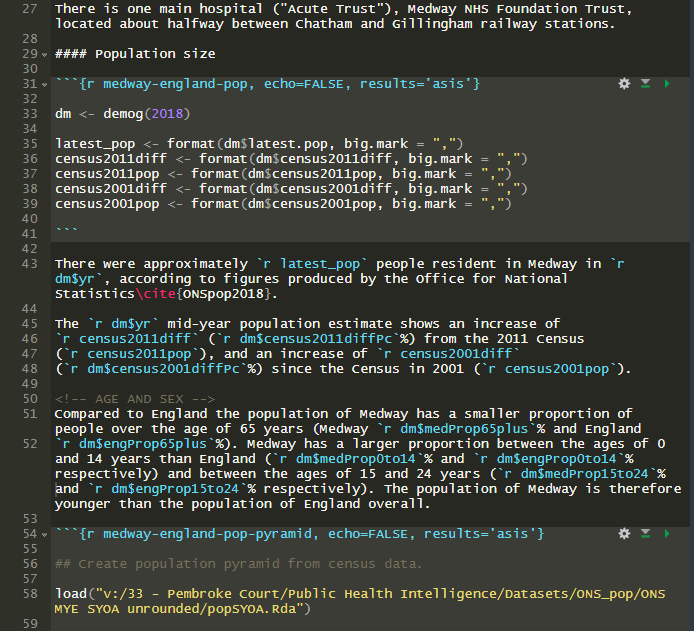 27 There is one main hospital ("Acute Trust"), Medway NHS Foundation Trust,
located about halfway between Chatham and Gillingham railway stations.
28
29 #### Population size
30
31 ```{r medway-england-pop, echo=FALSE, results='asis'}
32
33 dm <- demog(2018)
34
35 latest_pop <- format(dm$latest.pop, big.mark = ",")
36 census2011diff <- format(dm$census2011diff, big.mark = ",")
37 census2011pop <- format(dm$census2011pop, big.mark = ",")
38 census2001diff <- format(dm$census2001diff, big.mark = ",")
39 census2001pop <- format(dm$census2001pop, big.mark = ",")
40
41 ```
42
43 There were approximately `r latest_pop` people resident in Medway in `r
dm$yr`, according to figures produced by the Office for National
Statistics\cite{ONSpop2018}.
44
45 The `r dm$yr` mid-year population estimate shows an increase of
46 `r census2011diff` (`r dm$census2011diffPc`%) from the 2011 Census
47 (`r census2011pop`), and an increase of `r census2001diff`
48 (`r dm$census2001diffPc`%) since the Census in 2001 (`r census2001pop`).
49
50 <!-- AGE AND SEX -->
51 Compared to England the population of Medway has a smaller proportion of
people over the age of 65 years (Medway `r dm$medProp65plus`% and England
52 `r dm$engProp65plus`%). Medway has a larger proportion between the ages of 0
and 14 years than England (`r dm$medProp0to14`% and `r dm$engProp0to14`%
respectively) and between the ages of 15 and 24 years (`r dm$medProp15to24`%
and `r dm$engProp15to24`% respectively). The population of Medway is therefore
younger than the population of England overall.
53
54 ```{r medway-england-pop-pyramid, echo=FALSE, results='asis'}
55
56 ## Create population pyramid from census data.
57
58 load("v:/33 - Pembroke Court/Public Health Intelligence/Datasets/ONS_pop/ONS
MYE SYOA unrounded/popSYOA.Rda")
59